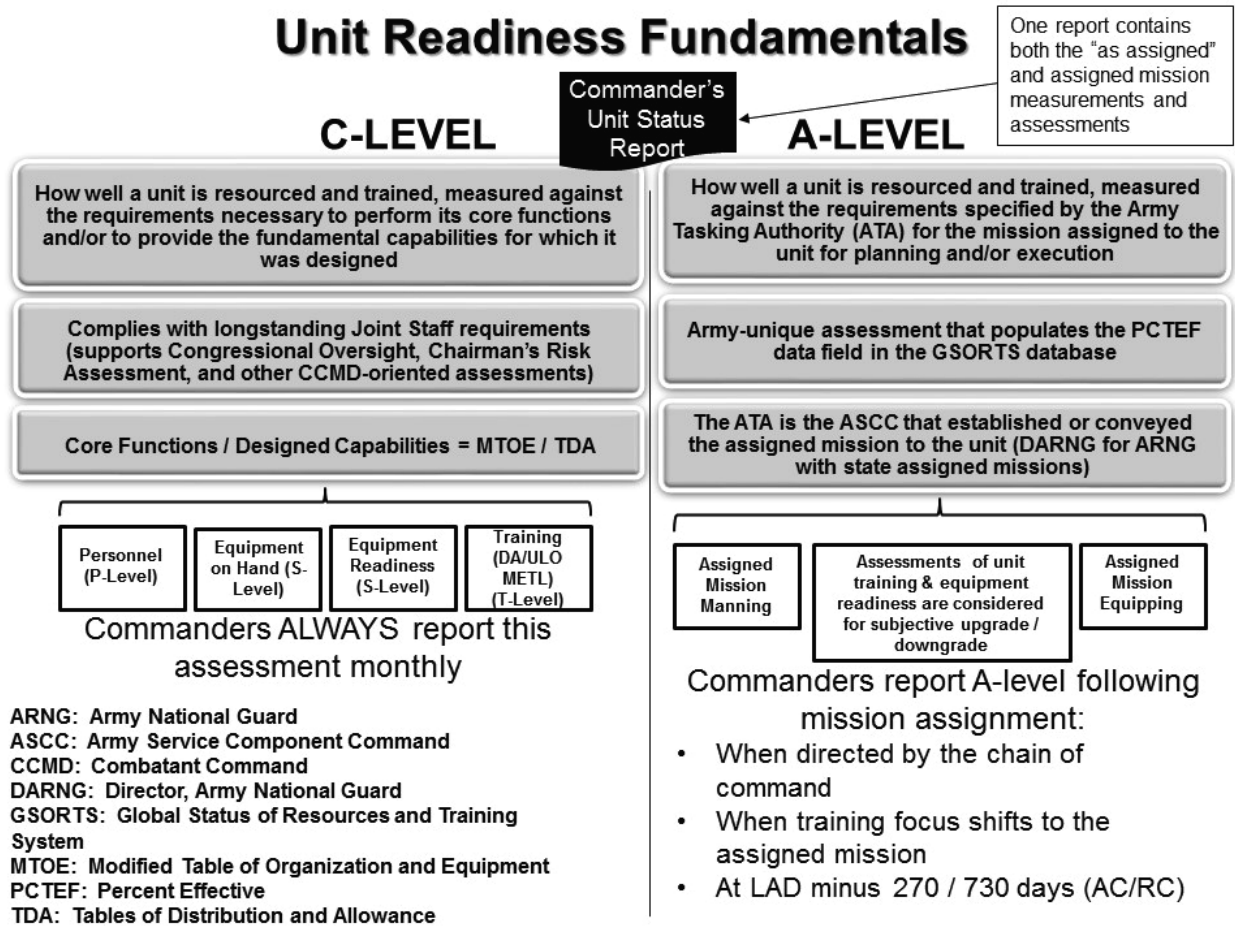 Unit Readiness Fundamentals
One report contains
both the “as assigned”
and assigned mission
measurements and
assessments
Commander’s
Unit Status
Report
C-LEVEL
How well a unit is resourced and trained, measured against
the requirements necessary to perform its core functions
and/or to provide the fundamental capabilities for which it
was designed
Complies with longstanding Joint Staff requirements
(supports Congressional Oversight, Chairman’s Risk
Assessment, and other CCMD-oriented assessments)
Core Functions / Designed Capabilities = MTOE / TDA
Personnel
(P-Level)
Equipment
on Hand (S-
Level)
Equipment
Readiness
(S-Level)
Training
(DA/ULO
METL)
(T-Level)
Commanders ALWAYS report this
assessment monthly
ARNG: Army National Guard
ASCC: Army Service Component Command
CCMD: Combatant Command
DARNG: Director, Army National Guard
GSORTS: Global Status of Resources and Training
System
MTOE: Modified Table of Organization and Equipment
PCTEF: Percent Effective
TDA: Tables of Distribution and Allowance
A-LEVEL
How well a unit is resourced and trained, measured
against the requirements specified by the Army
Tasking Authority (ATA) for the mission assigned to the
unit for planning and/or execution
Army-unique assessment that populates the PCTEF
data field in the GSORTS database
The ATA is the ASCC that established or conveyed
the assigned mission to the unit (DARNG for ARNG
with state assigned missions)
Assigned
Mission
Manning
Assessments of unit
training & equipment
readiness are considered
for subjective upgrade /
downgrade
Assigned
Mission
Equipping
Commanders report A-level following
mission assignment:
• When directed by the chain of
command
• When training focus shifts to the
assigned mission
• At LAD minus 270 / 730 days (AC/RC)